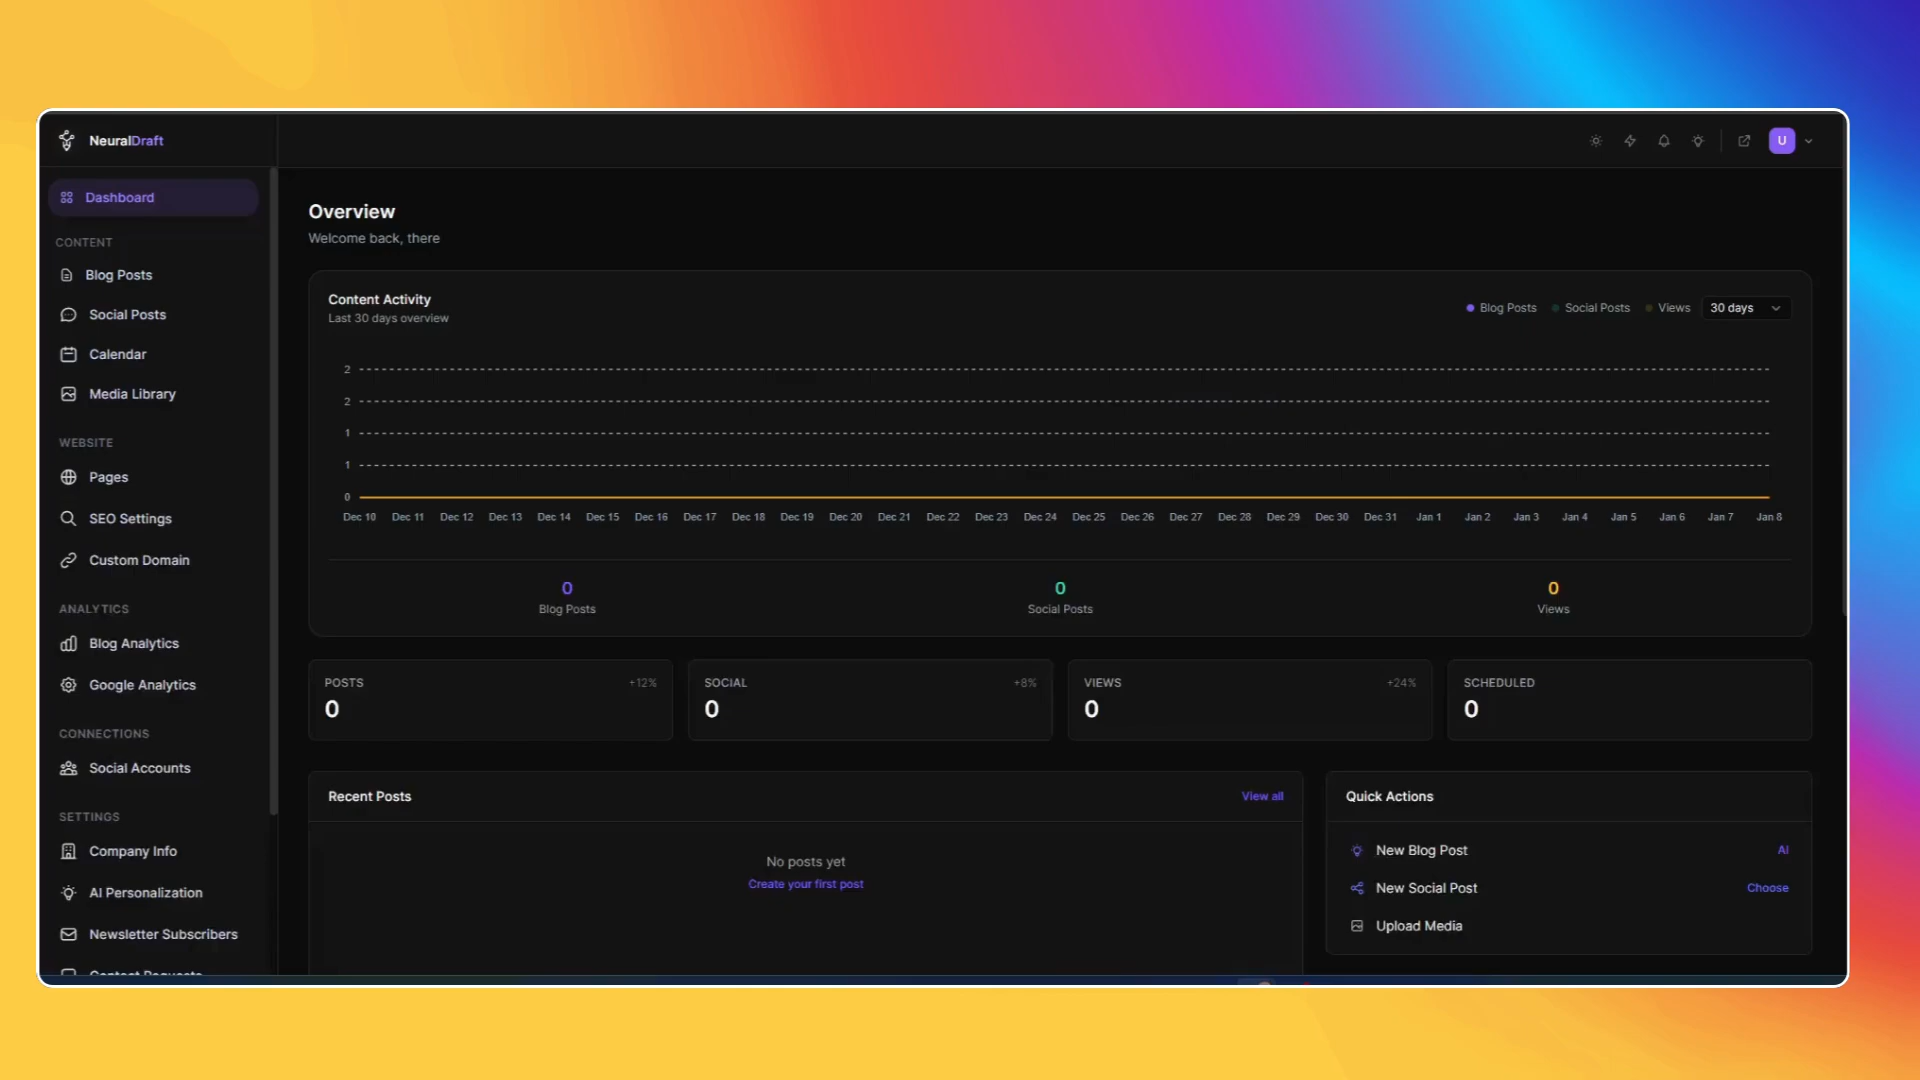 NeuralDraft
U
Dashboard
CONTENT
Blog Posts
Social Posts
Calendar
Media Library
WEBSITE
Pages
SEO Settings
Custom Domain
ANALYTICS
Blog Analytics
Google Analytics
CONNECTIONS
Social Accounts
SETTINGS
Company Info
AI Personalization
Newsletter Subscribers
Overview
Welcome back, there
Content Activity
Last 30 days overview
Blog Posts Social Posts Views 30 days
2
2
1
1
0
Dec 10 Dec 11 Dec 12 Dec 13 Dec 14 Dec 15 Dec 16 Dec 17 Dec 18 Dec 19 Dec 20 Dec 21 Dec 22 Dec 23 Dec 24 Dec 25 Dec 26 Dec 27 Dec 28 Dec 29 Dec 30 Dec 31 Jan 1 Jan 2 Jan 3 Jan 4 Jan 5 Jan 6 Jan 7 Jan 8
0 0 0
Blog Posts Social Posts Views
POSTS +12% SOCIAL +8% VIEWS +24% SCHEDULED
0 0 0 0
Recent Posts View all
No posts yet
Create your first post
Quick Actions
New Blog Post AI
New Social Post Choose
Upload Media